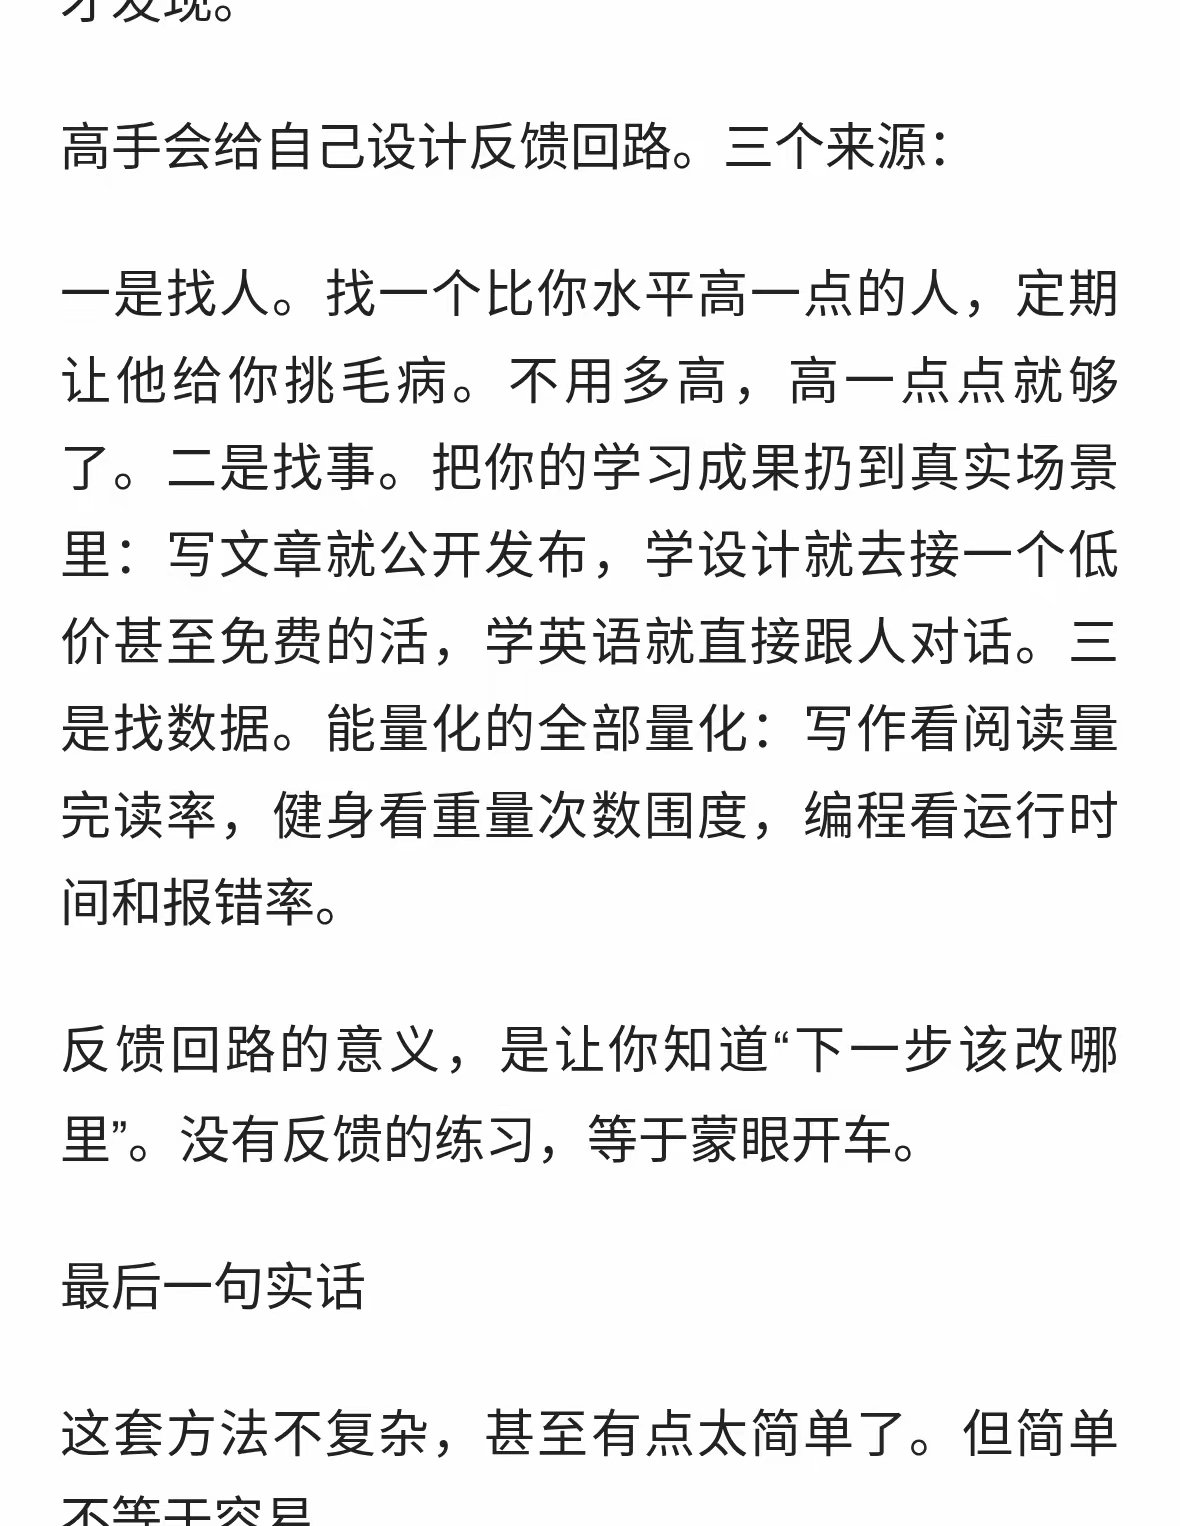 才发现。
高手会给自己设计反馈回路。三个来源：
一是找人。找一个比你水平高一点的人，定期
让他给你挑毛病。不用多高，高一点点就够
了。二是找事。把你的学习成果扔到真实场景
里：写文章就公开发布，学设计就去接一个低
价甚至免费的活，学英语就直接跟人对话。三
是找数据。能量化的全部量化：写作看阅读量
完读率，健身看重量次数围度，编程看运行时
间和报错率。
反馈回路的意义，是让你知道“下一步该改哪
里”。没有反馈的练习，等于蒙眼开车。
最后一句实话
这套方法不复杂，甚至有点太简单了。但简单
不等于容易